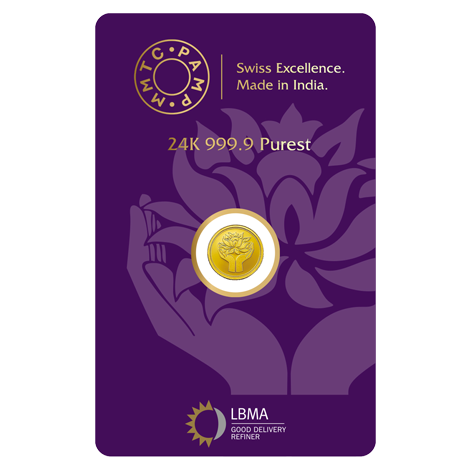 MMTC·PAMP
Swiss Excellence.
Made in India.
24K 999.9 Purest
LBMA
GOOD DELIVERY
REFINER